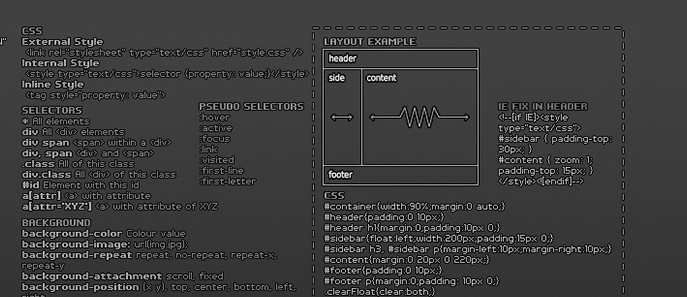 CSS
External Style
<link rel="stylesheet" type="text/css" href="style.css" />
Internal Style
<style type="text/css">selector {property: value;}</style>
Inline Style
<tag style="property: value">
SELECTORS
* All elements
div All <div> elements
div span <span> within a <div>
div, span <div> and <span>
.class All of this class
div.class All <div> of this class
#id Element with this id
a[attr] <a> with attribute
a[attr="XYZ"] <a> with attribute of XYZ
PSEUDO SELECTORS
:hover
:active
:focus
:link
:visited
:first-line
:first-letter
BACKGROUND
background-color Colour value
background-image: url(img.jpg);
background-repeat repeat, no-repeat, repeat-x,
repeat-y
background-attachment scroll, fixed
background-position (x y), top, center, bottom, left,
right
LAYOUT EXAMPLE
header
side
content
footer
IE FIX IN HEADER
<!--[if IE]><style
type="text/css">
#sidebar { padding-top:
30px; }
#content { zoom: 1;
padding-top: 15px; }
</style><![endif]-->
CSS
#container{width:90%;margin:0 auto;}
#header{padding:0 10px;}
#header h1{margin:0;padding:10px 0;}
#sidebar{float:left;width:200px;padding:15px 0;}
#sidebar h3, #sidebar p{margin-left:10px;margin-right:10px;}
#content{margin:0 20px 0 220px;}
#footer{padding:0 10px;}
#footer p{margin:0;padding: 10px 0;}
.clearFloat{clear:both;}